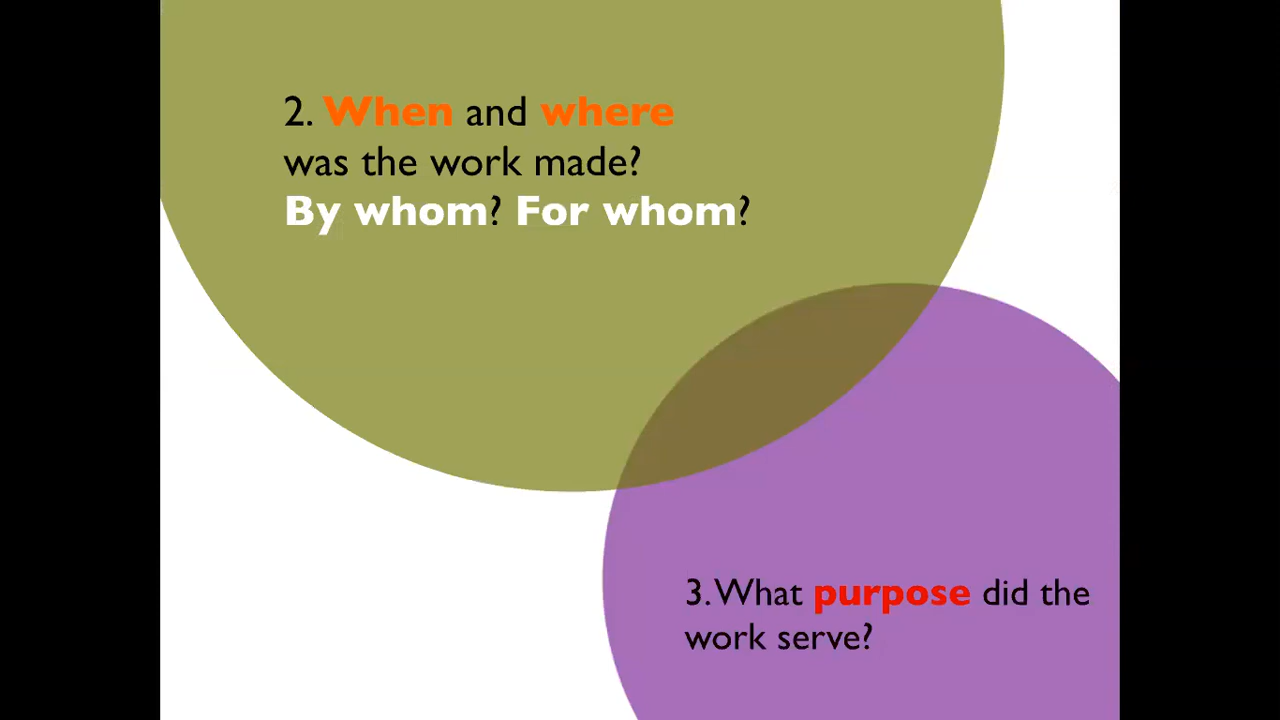 2. When and where
was the work made?
By whom? For whom?
3. What purpose did the
work serve?